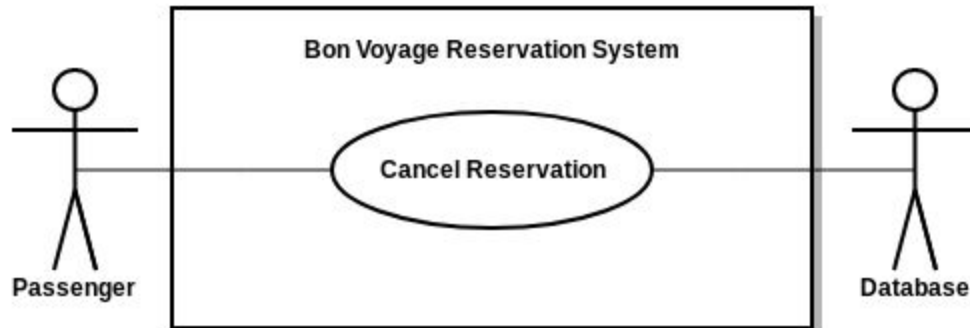 Bon Voyage Reservation System
Cancel Reservation
Passenger
Database